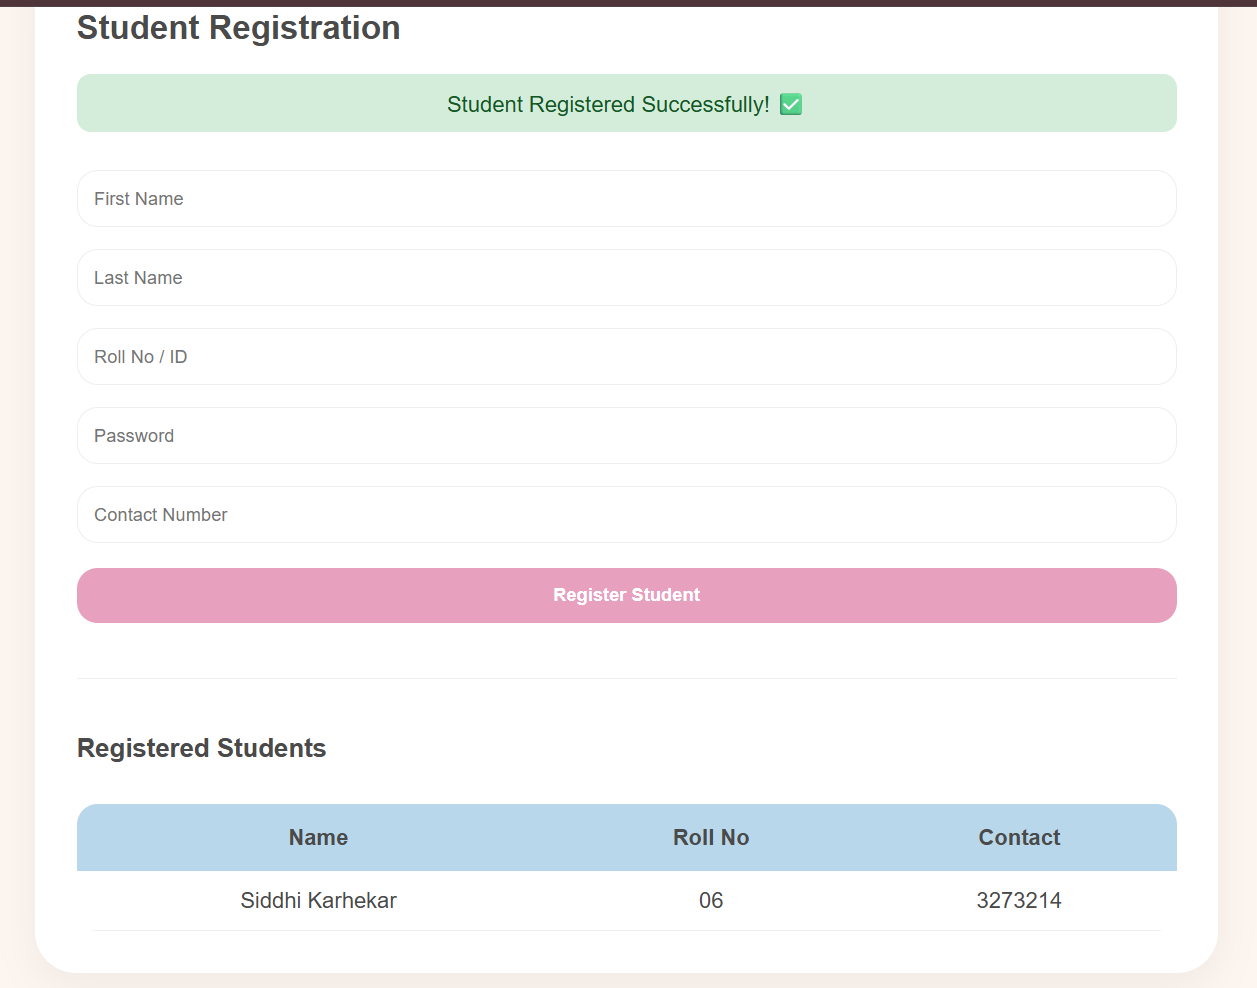 Student Registration
Student Registered Successfully! ✅
First Name
Last Name
Roll No / ID
Password
Contact Number
Register Student
Registered Students
Name Roll No Contact
Siddhi Karhekar 06 3273214